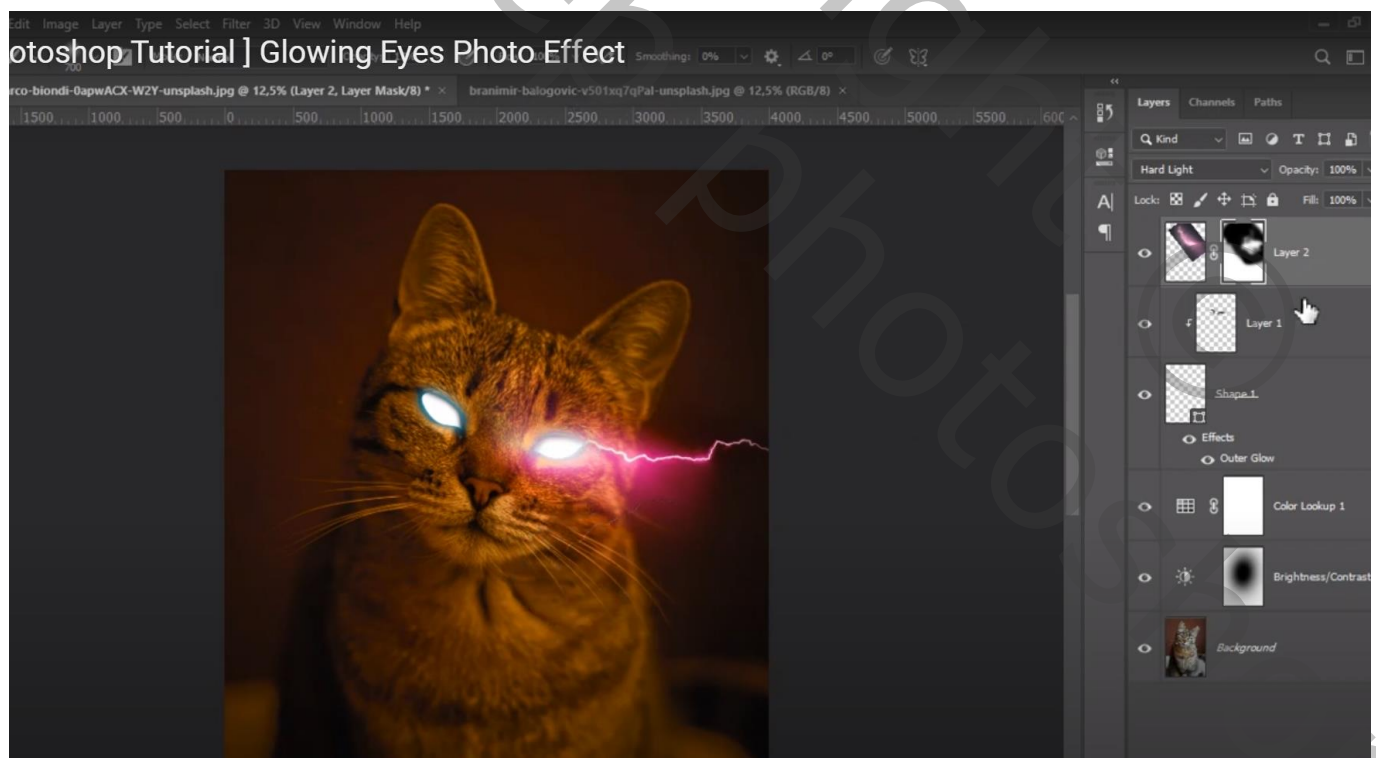 Edit Image Layer Type Select Filter 3D View Window Help
otoshop Tutorial ] Glowing Eyes Photo Effect
700
Smoothing: 0%
0°
rco-biondi-0apwACX-W2Y-unsplash.jpg @ 12,5% (Layer 2, Layer Mask/8) * ×
branimir-balogovic-v501xq7qPaI-unsplash.jpg @ 12,5% (RGB/8) ×
1500 1000 500 0 500 1000 1500 2000 2500 3000 3500 4000 4500 5000 5500 600
Layers Channels Paths
Kind
Hard Light Opacity: 100%
Lock: Fill: 100%
Layer 2
Layer 1
Shape 1
Effects
Outer Glow
Color Lookup 1
Brightness/Contrast
Background